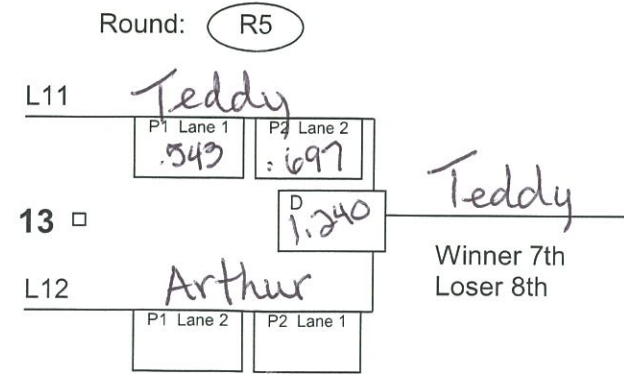 Round: R5
L11 Teddy
P1 Lane 1 P2 Lane 2
.543 .697
D
1.240
Teddy
13
Winner 7th
Loser 8th
L12 Arthur
P1 Lane 2 P2 Lane 1